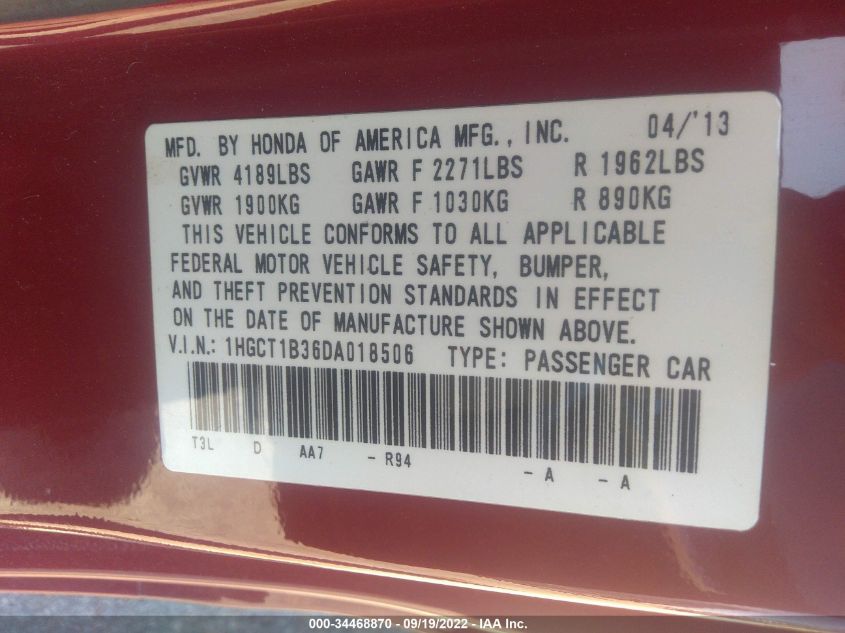 MFD. BY HONDA OF AMERICA MFG., INC. 04/'13
GVWR 4189LBS GAWR F 2271LBS R 1962LBS
GVWR 1900KG GAWR F 1030KG R 890KG
THIS VEHICLE CONFORMS TO ALL APPLICABLE
FEDERAL MOTOR VEHICLE SAFETY, BUMPER,
AND THEFT PREVENTION STANDARDS IN EFFECT
ON THE DATE OF MANUFACTURE SHOWN ABOVE.
V.I.N.: 1HGCT1B36DA018506 TYPE: PASSENGER CAR
T3L D AA7 - R94 - A - A
000-34468870 - 09/19/2022 - IAA Inc.